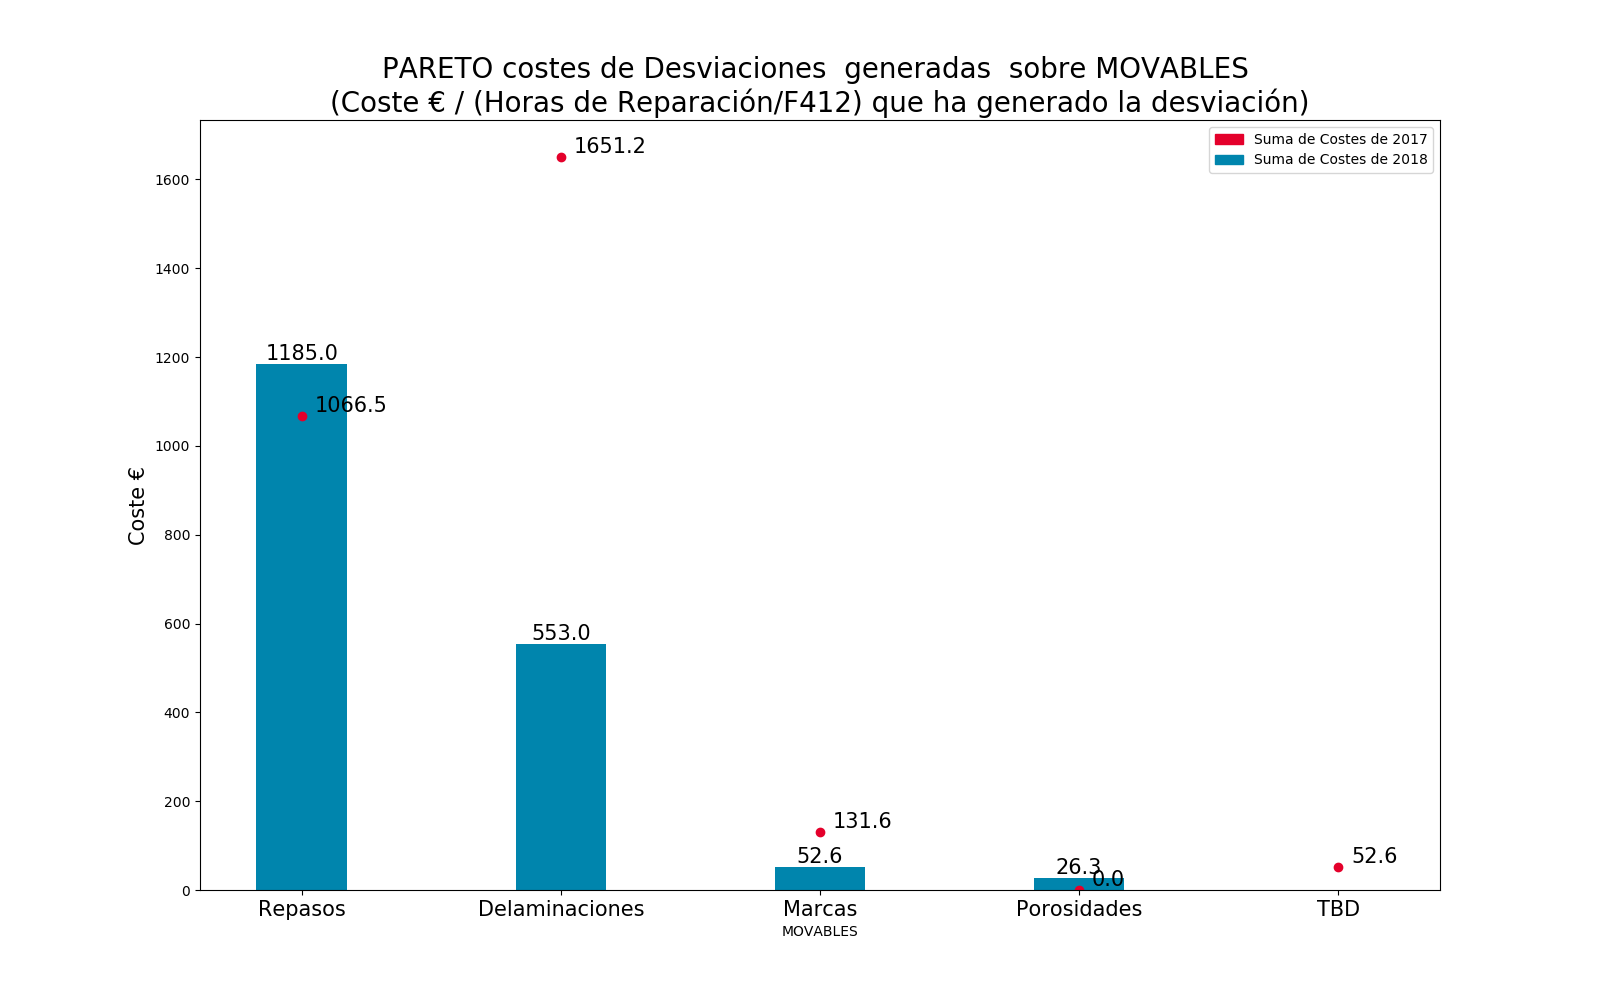 PARETO costes de Desviaciones  generadas  sobre MOVABLES
(Coste € / (Horas de Reparación/F412) que ha generado la desviación)
Suma de Costes de 2017
Suma de Costes de 2018
1651.2
1600
1400
1200
1185.0
1066.5
1000
Coste €
800
600
553.0
400
200
131.6
52.6
26.3
0.0
52.6
0
Repasos
Delaminaciones
Marcas
Porosidades
TBD
MOVABLES